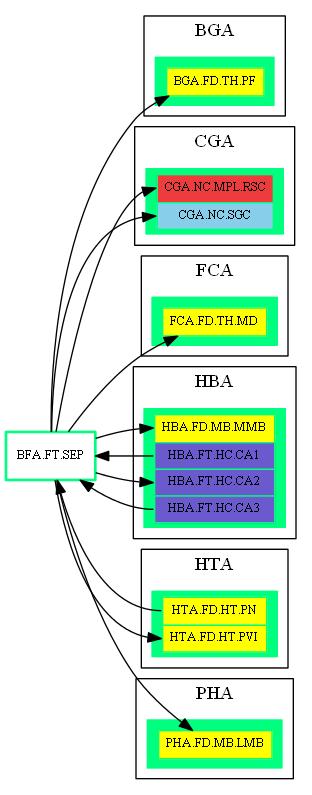 BGA
BGA.FD.TH.PF
CGA
CGA.NC.MPL.RSC
CGA.NC.SGC
FCA
FCA.FD.TH.MD
HBA
HBA.FD.MB.MMB
BFA.FT.SEP
HBA.FT.HC.CA1
HBA.FT.HC.CA2
HBA.FT.HC.CA3
HTA
HTA.FD.HT.PN
HTA.FD.HT.PVI
PHA
PHA.FD.MB.LMB